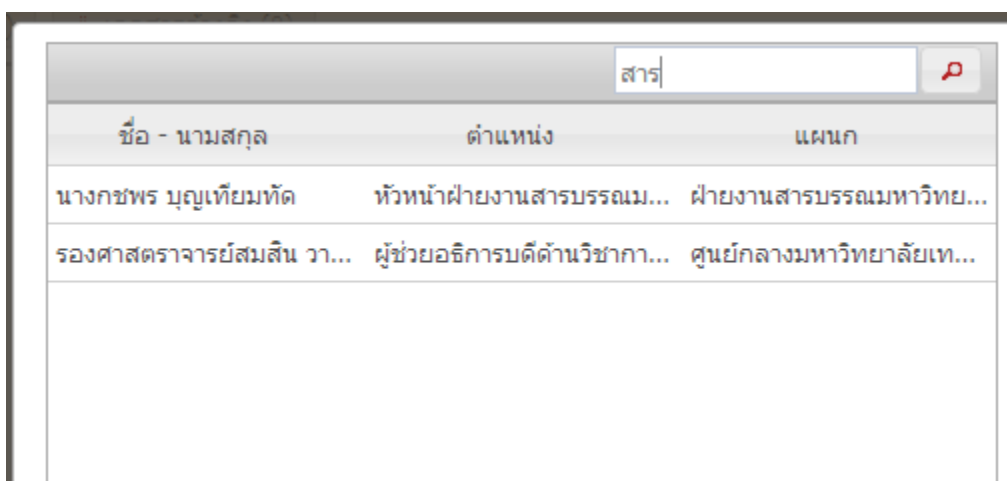 สาร
ชื่อ - นามสกุล ตำแหน่ง แผนก
นางกชพร บุญเทียมทัด หัวหน้าฝ่ายงานสารบรรณม... ฝ่ายงานสารบรรณมหาวิทย...
รองศาสตราจารย์สมสิน วา... ผู้ช่วยอธิการบดีด้านวิชากา... ศูนย์กลางมหาวิทยาลัยเท...